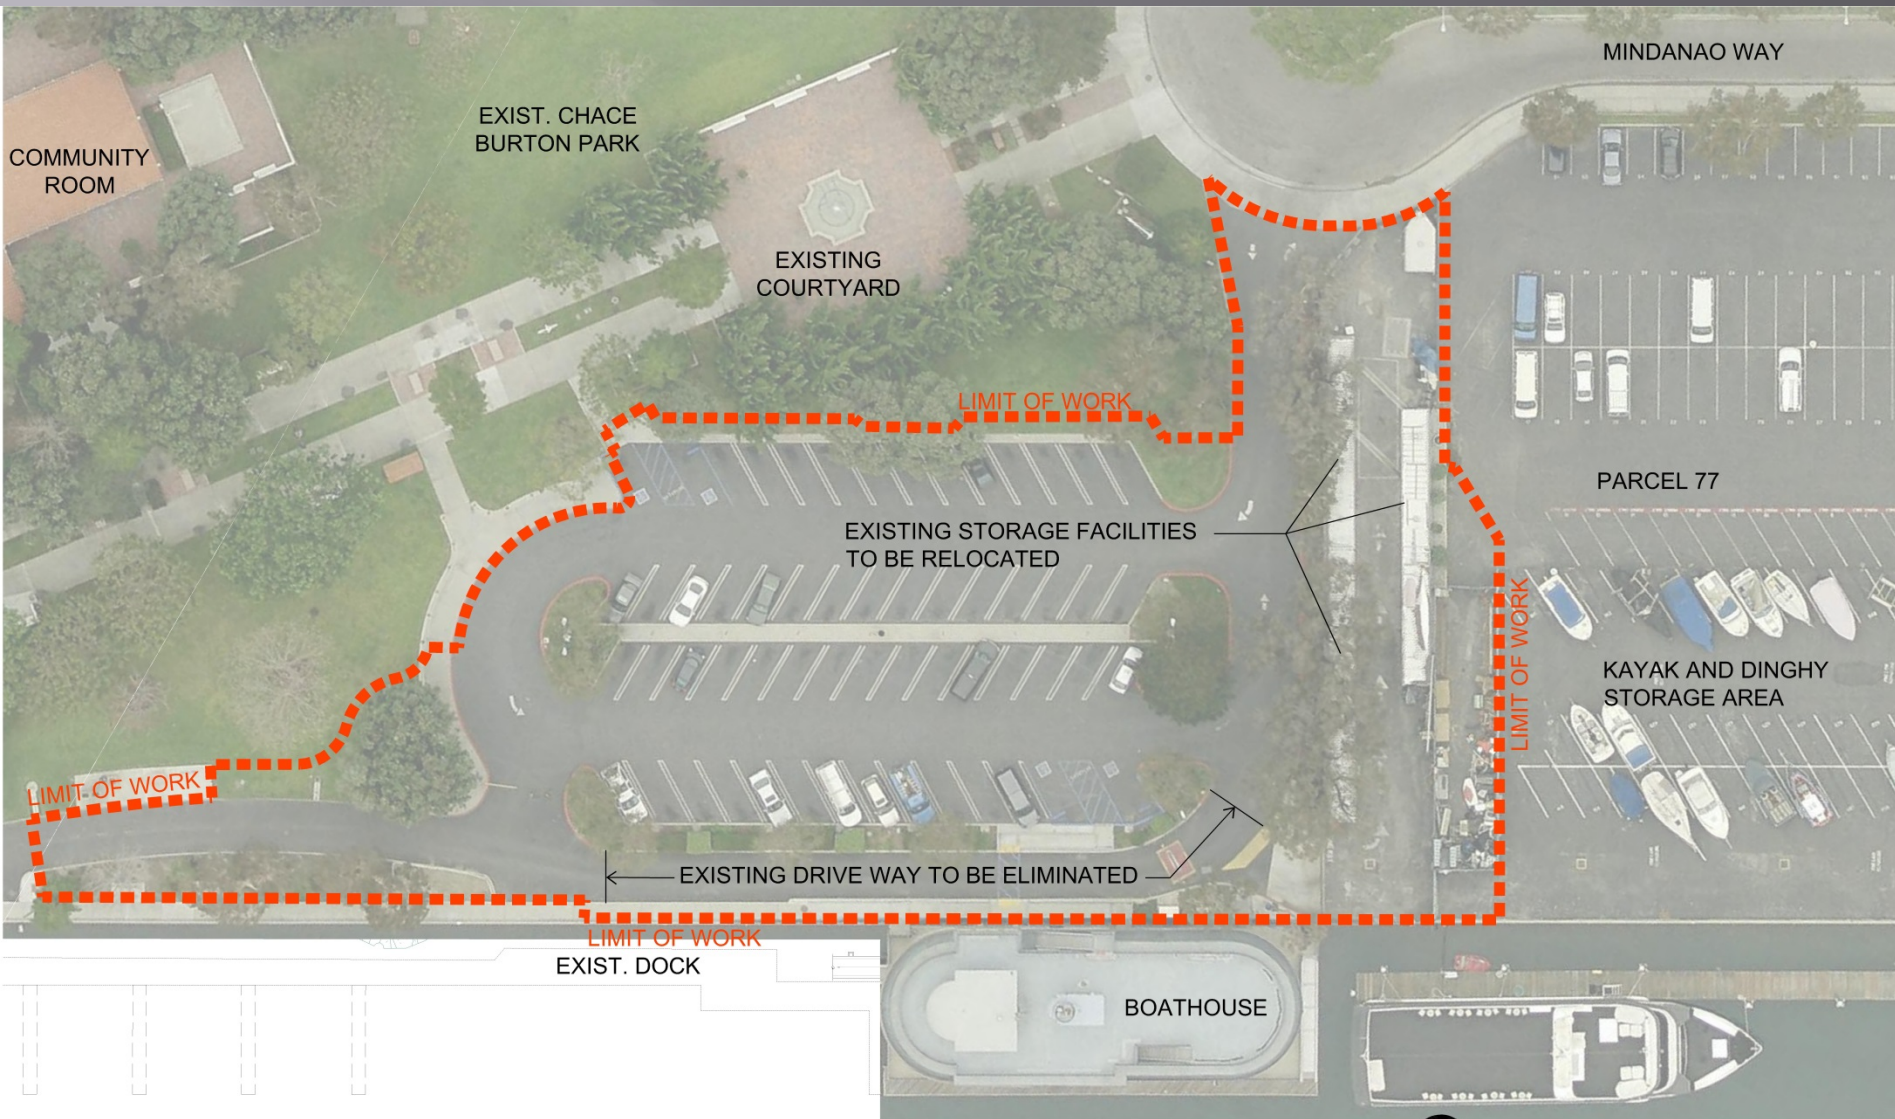 MINDANAO WAY
EXIST. CHACE
BURTON PARK
COMMUNITY
ROOM
EXISTING
COURTYARD
LIMIT OF WORK
PARCEL 77
EXISTING STORAGE FACILITIES
TO BE RELOCATED
LIMIT OF WORK
KAYAK AND DINGHY
STORAGE AREA
LIMIT OF WORK
EXISTING DRIVE WAY TO BE ELIMINATED
LIMIT OF WORK
EXIST. DOCK
BOATHOUSE